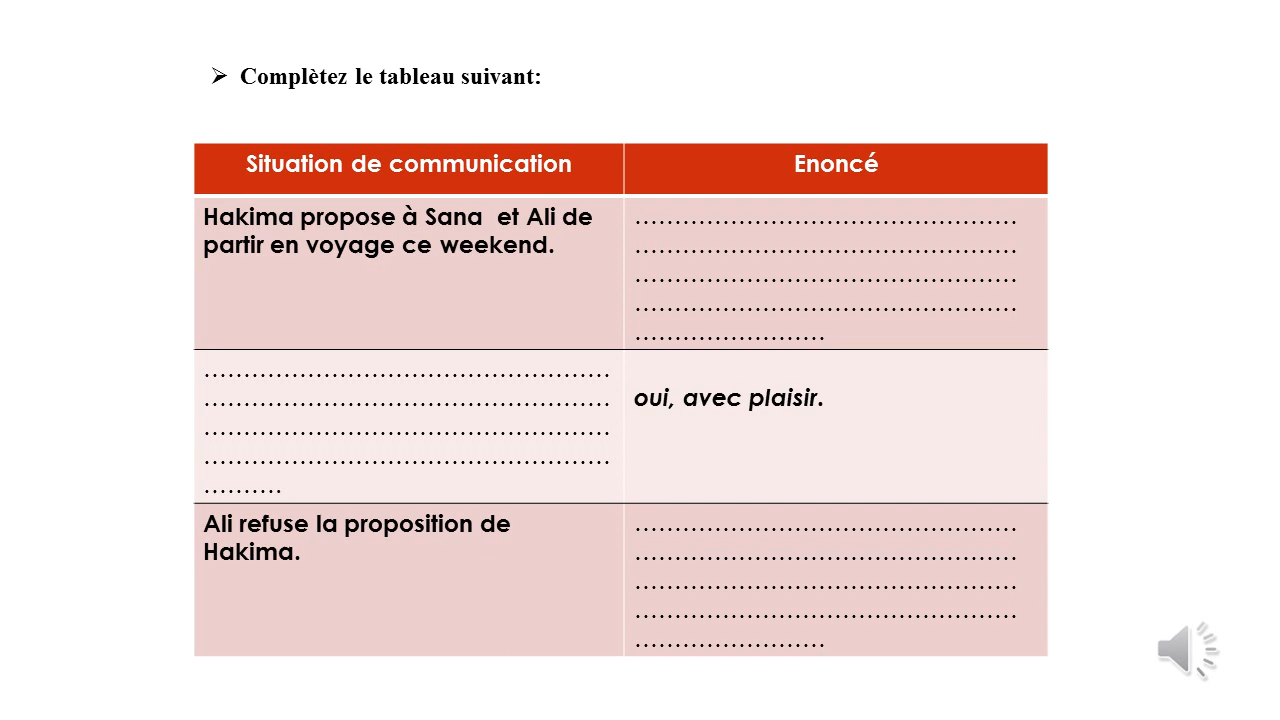 ➢ Complètez le tableau suivant:
Situation de communication
Enoncé
Hakima propose à Sana et Ali de
partir en voyage ce weekend.
…………………………………………
…………………………………………
…………………………………………
…………………………………………
……………………
……………………………………………
……………………………………………
……………………………………………
……………………………………………
……….
oui, avec plaisir.
Ali refuse la proposition de
Hakima.
…………………………………………
…………………………………………
…………………………………………
…………………………………………
……………………